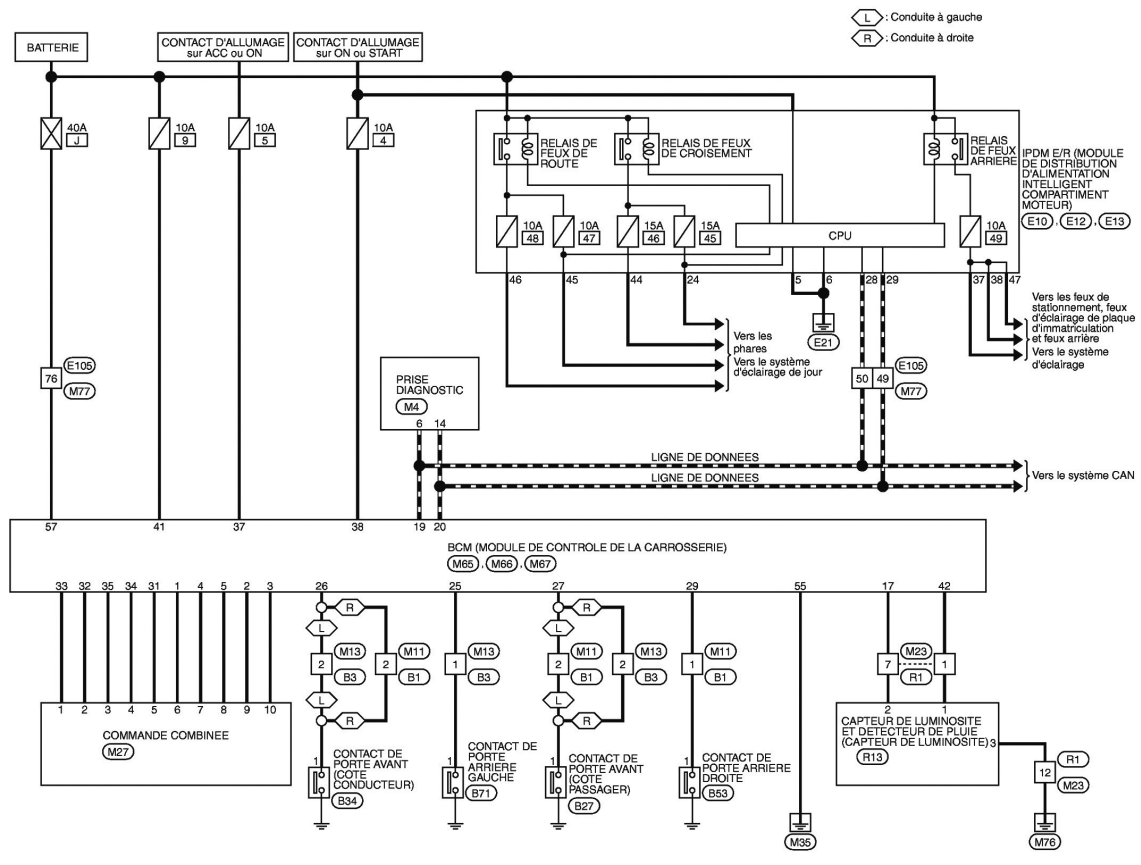 L : Conduite à gauche
R : Conduite à droite
BATTERIE
CONTACT D'ALLUMAGE
sur ACC ou ON
CONTACT D'ALLUMAGE
sur ON ou START
40A
J
10A
9
10A
5
10A
4
RELAIS DE
FEUX DE
ROUTE
RELAIS DE FEUX
DE CROISEMENT
RELAIS
DE FEUX
ARRIERE
IPDM E/R (MODULE
DE DISTRIBUTION
D'ALIMENTATION
INTELLIGENT
COMPARTIMENT
MOTEUR)
E10 , E12 , E13
10A
48
10A
47
15A
46
15A
45
CPU
10A
49
46 45 44 24 5 6 28 29 37 38 47
E21
Vers les
phares
Vers le système
d'éclairage de jour
Vers les feux de
stationnement, feux
d'éclairage de plaque
d'immatriculation
et feux arrière
Vers le système
d'éclairage
76
E105
M77
PRISE
DIAGNOSTIC
M4
6 14
50 49
E105
M77
LIGNE DE DONNEES
LIGNE DE DONNEES
Vers le système CAN
57 41 37 38 19 20
BCM (MODULE DE CONTROLE DE LA CARROSSERIE)
M65 , M66 , M67
33 32 35 34 31 1 4 5 2 3 26 25 27 29 55 17 42
R
L
2
M13
B3
2
M11
B1
L
R
1
M13
B3
R
L
2
M11
B1
2
M13
B3
L
R
1
M11
B1
7
M23
R1
1
1 2 3 4 5 6 7 8 9 10
COMMANDE COMBINEE
M27
1
CONTACT DE
PORTE AVANT
(COTE
CONDUCTEUR)
B34
1
CONTACT DE
PORTE
ARRIERE
GAUCHE
B71
1
CONTACT DE
PORTE AVANT
(COTE
PASSAGER)
B27
1
CONTACT DE
PORTE ARRIERE
DROITE
B53
M35
2 1
CAPTEUR DE LUMINOSITE
ET DETECTEUR DE PLUIE
(CAPTEUR DE LUMINOSITE) 3
R13
12
R1
M23
M76